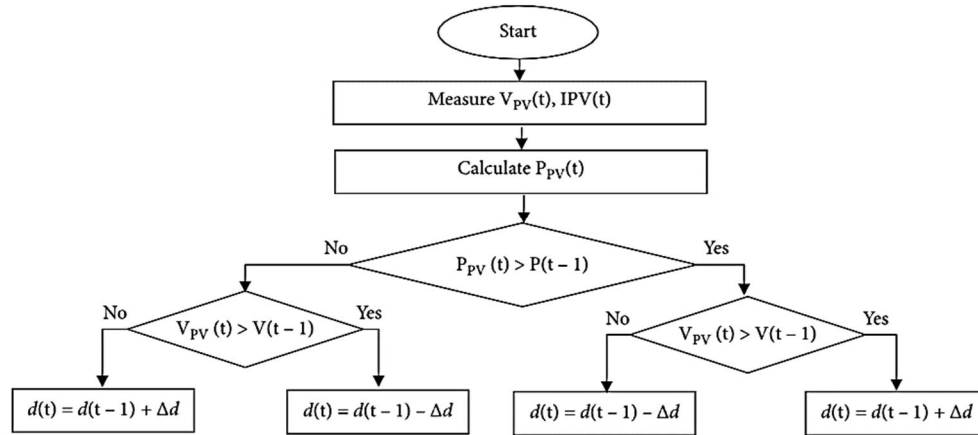 Start
Measure V_PV(t), IPV(t)
Calculate P_PV(t)
No
Yes
P_PV (t) > P(t − 1)
No
V_PV (t) > V(t − 1)
Yes
No
V_PV (t) > V(t − 1)
Yes
d(t) = d(t − 1) + Δd
d(t) = d(t − 1) − Δd
d(t) = d(t − 1) − Δd
d(t) = d(t − 1) + Δd